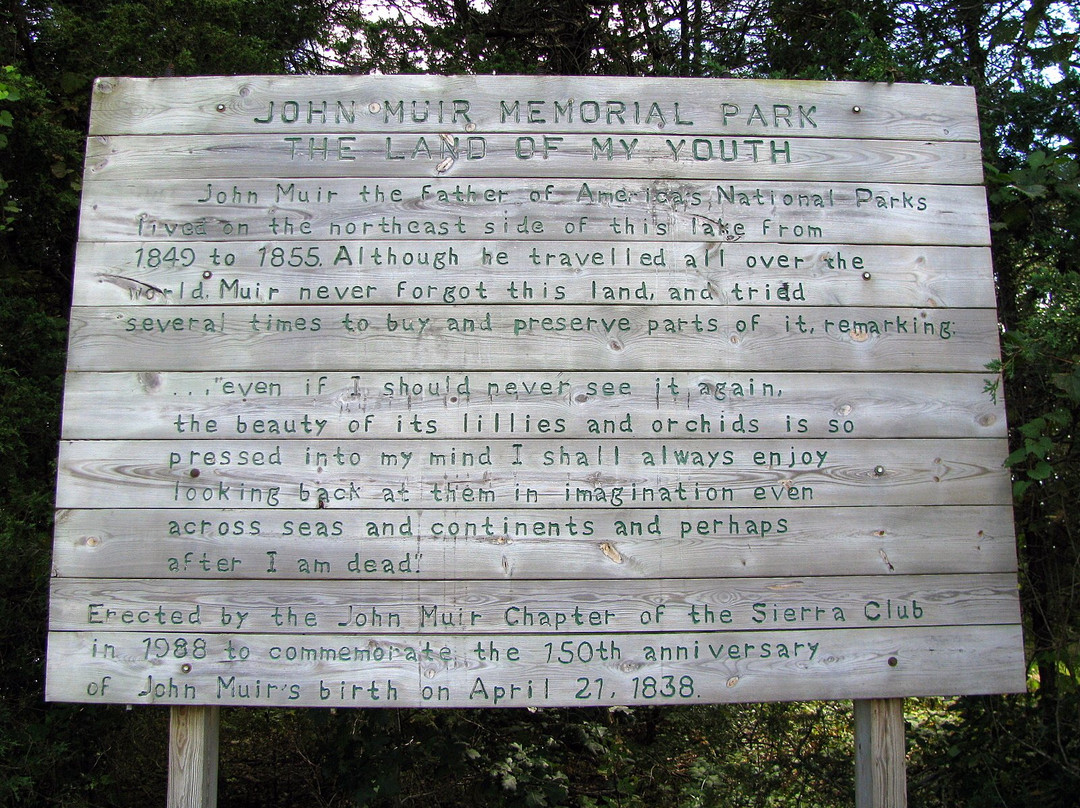 JOHN MUIR MEMORIAL PARK
THE LAND OF MY YOUTH
John Muir the Father of America's National Parks
lived on the northeast side of this lake from
1849 to 1855. Although he travelled all over the
world, Muir never forgot this land, and tried
several times to buy and preserve parts of it, remarking:
..."even if I should never see it again,
the beauty of its lillies and orchids is so
pressed into my mind I shall always enjoy
looking back at them in imagination even
across seas and continents and perhaps
after I am dead."
Erected by the John Muir Chapter of the Sierra Club
in 1988 to commemorate the 150th anniversary
of John Muir's birth on April 21, 1838.